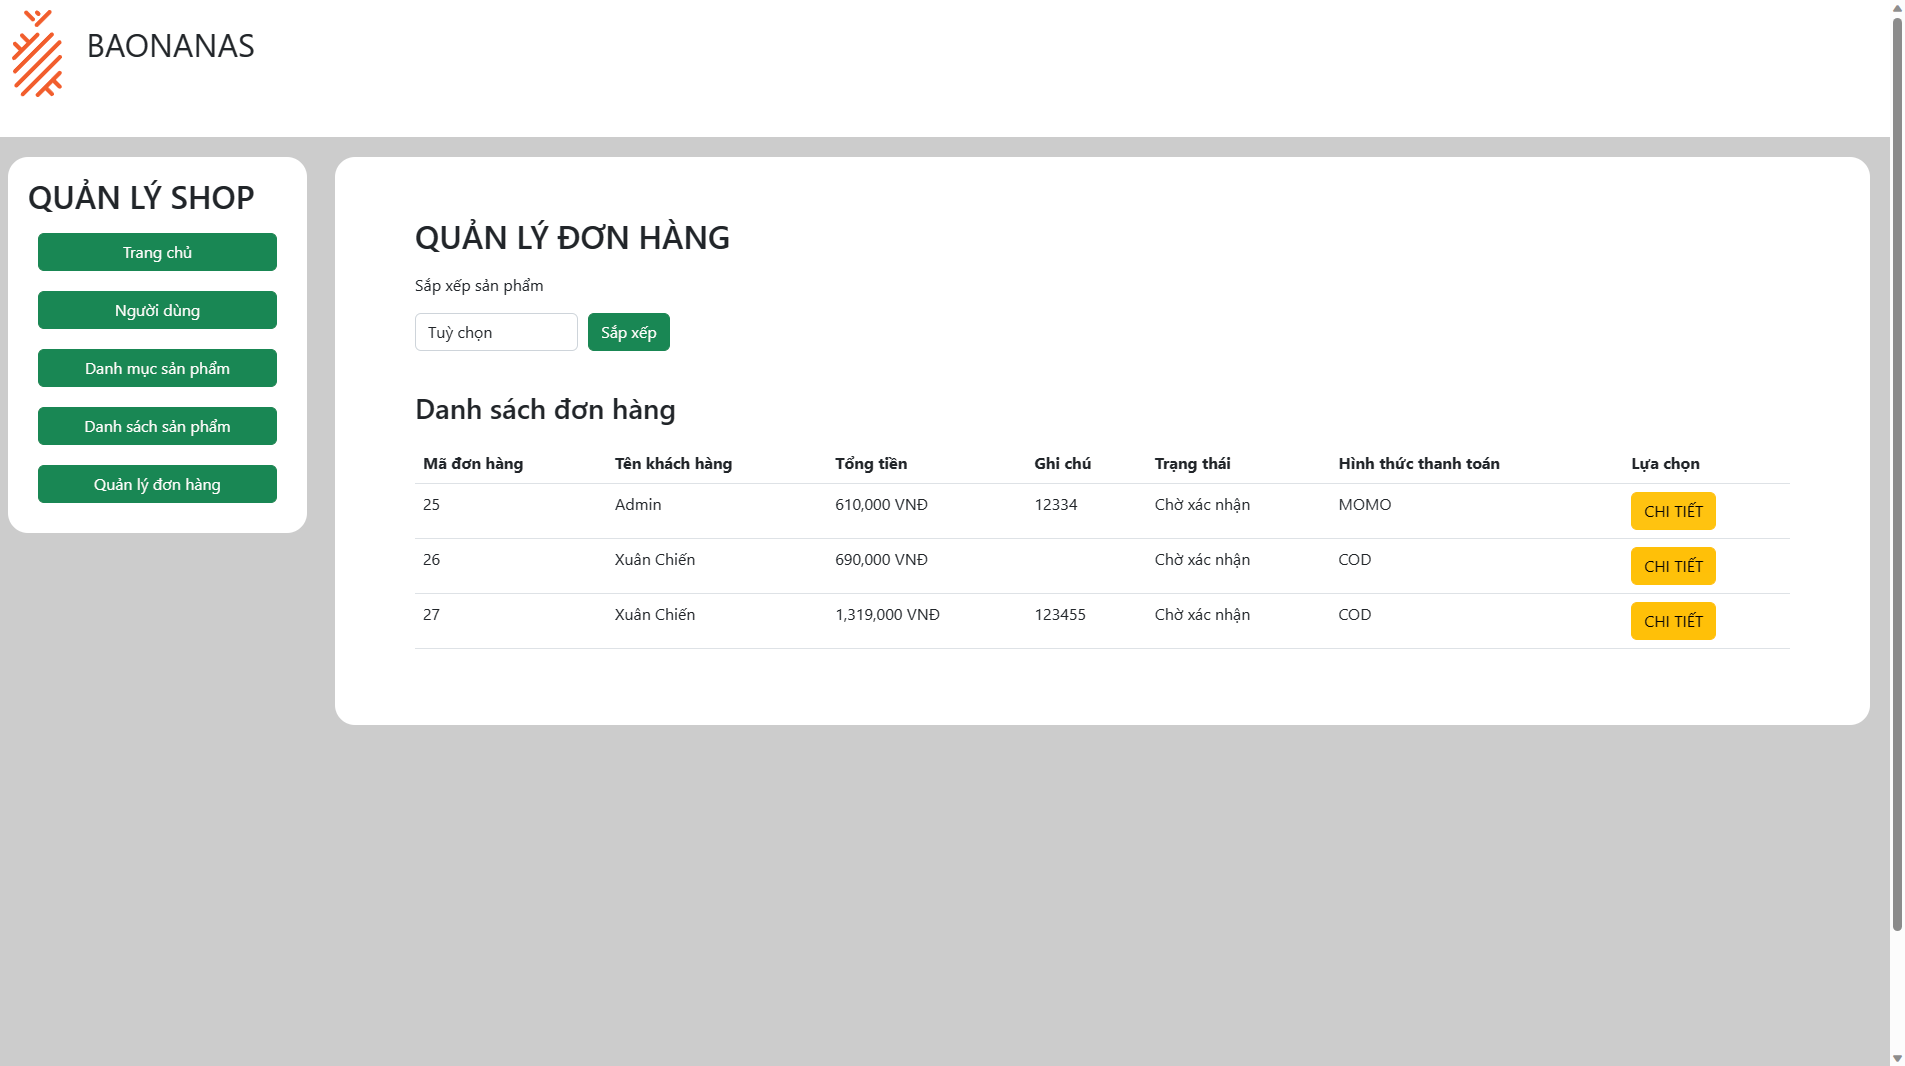 BAONANAS
QUẢN LÝ SHOP
Trang chủ
Người dùng
Danh mục sản phẩm
Danh sách sản phẩm
Quản lý đơn hàng
QUẢN LÝ ĐƠN HÀNG
Sắp xếp sản phẩm
Tuỳ chọn Sắp xếp
Danh sách đơn hàng
Mã đơn hàng Tên khách hàng Tổng tiền Ghi chú Trạng thái Hình thức thanh toán Lựa chọn
25 Admin 610,000 VNĐ 12334 Chờ xác nhận MOMO CHI TIẾT
26 Xuân Chiến 690,000 VNĐ Chờ xác nhận COD CHI TIẾT
27 Xuân Chiến 1,319,000 VNĐ 123455 Chờ xác nhận COD CHI TIẾT